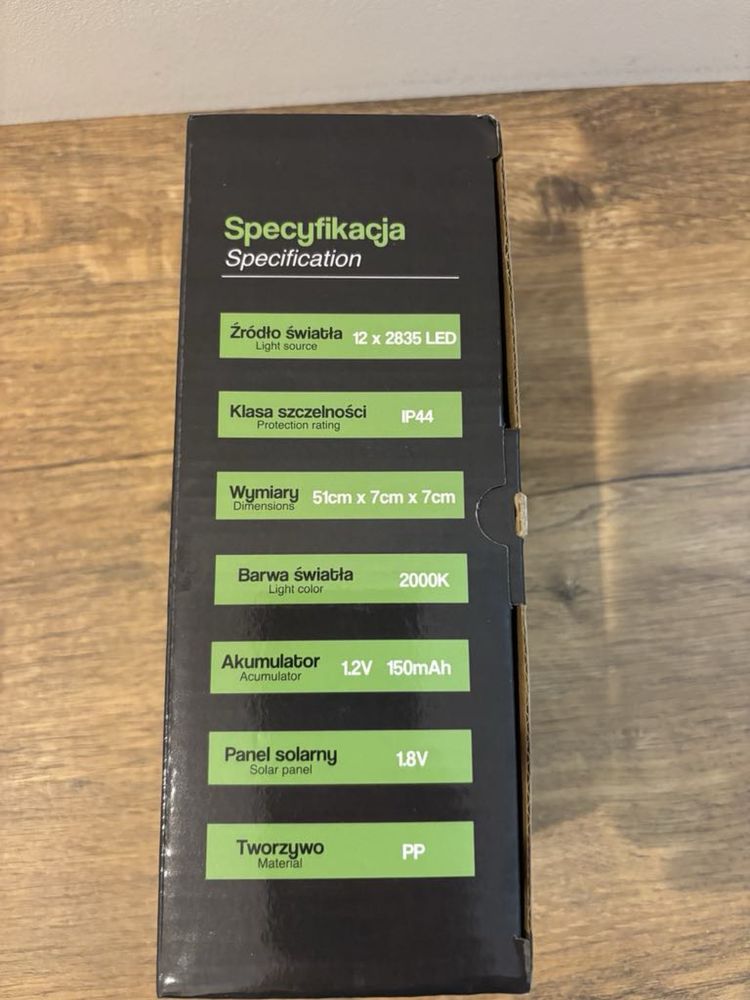 Specyfikacja
Specification
Źródło światła 12 x 2835 LED
Light source
Klasa szczelności IP44
Protection rating
Wymiary 51cm x 7cm x 7cm
Dimensions
Barwa światła 2000K
Light color
Akumulator 1.2V 150mAh
Acumulator
Panel solarny 1.8V
Solar panel
Tworzywo PP
Material